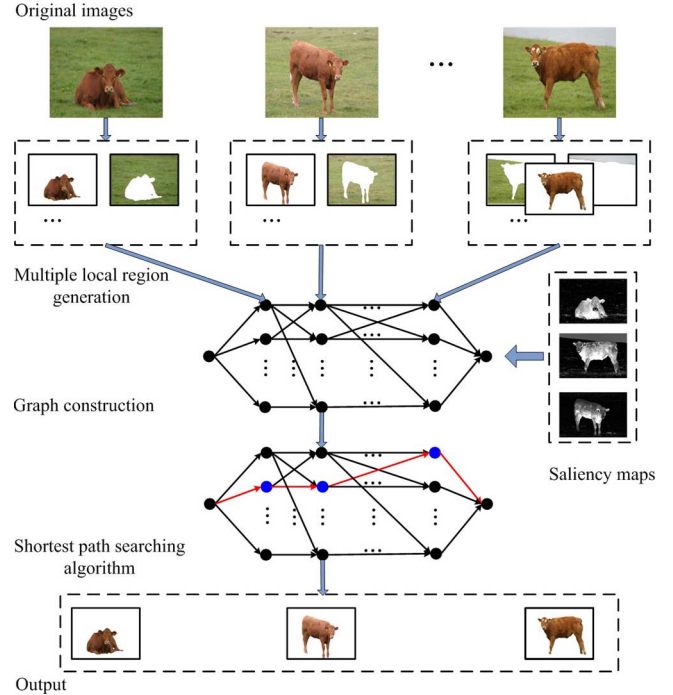 Original images
Multiple local region
generation
Graph construction
Saliency maps
Shortest path searching
algorithm
Output